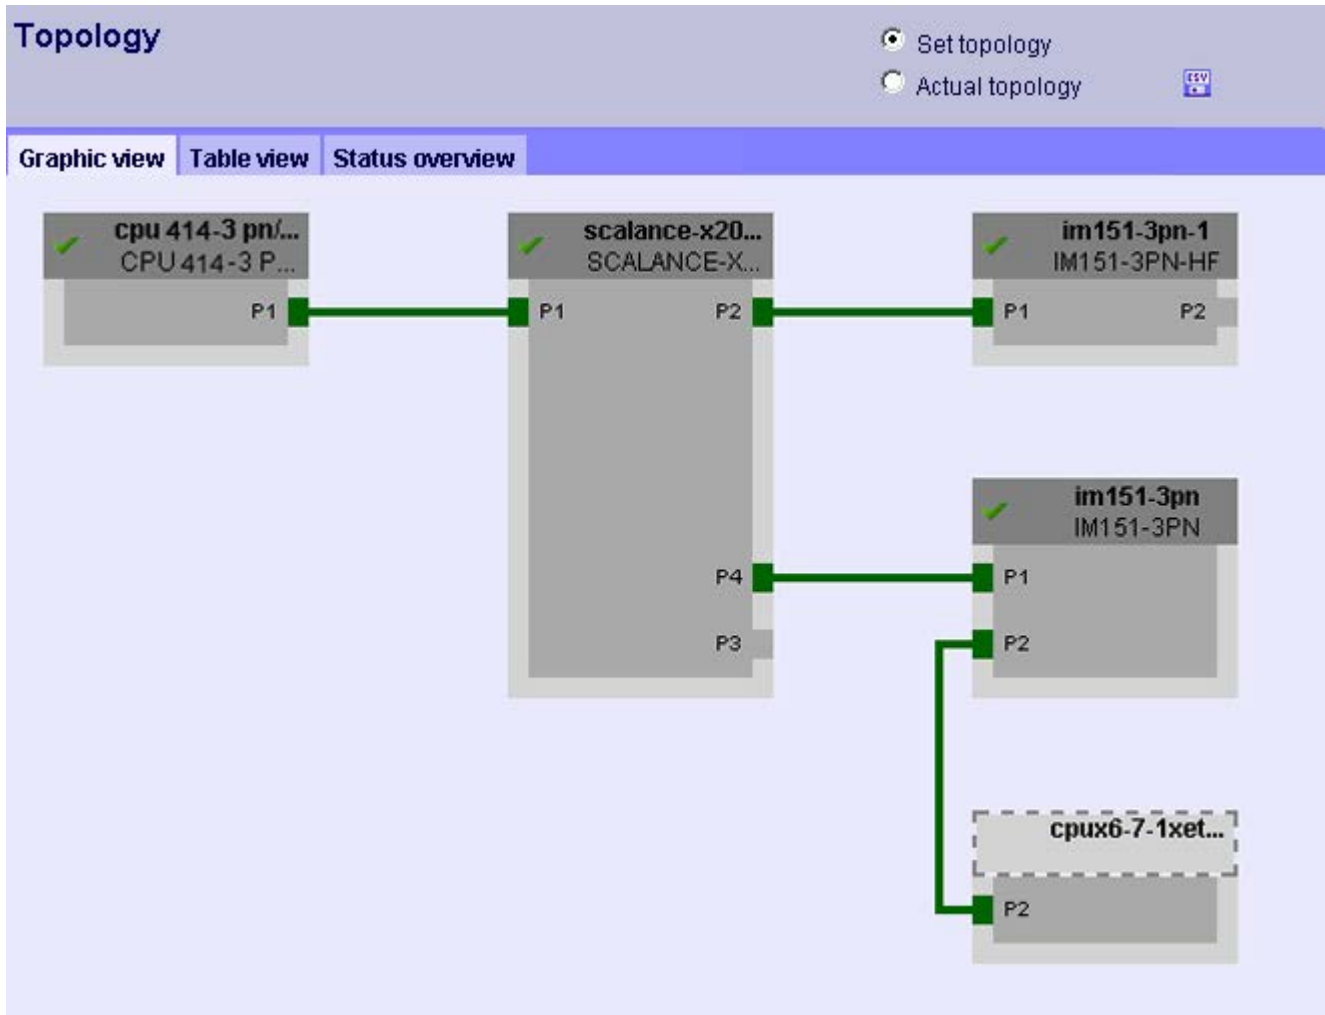 Topology
Set topology
Actual topology
CSV
Graphic view Table view Status overview
cpu 414-3 pn/...
CPU 414-3 P...
P1
scalance-x20...
SCALANCE-X...
P1 P2
P4
P3
im151-3pn-1
IM151-3PN-HF
P1 P2
im151-3pn
IM151-3PN
P1
P2
cpux6-7-1xet...
P2